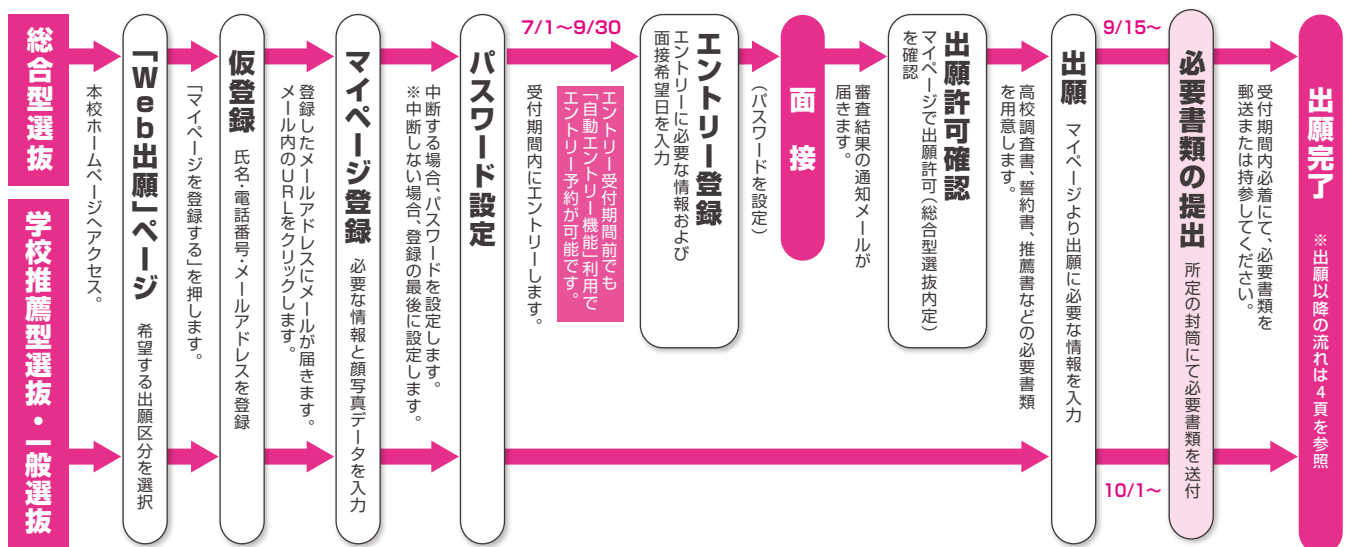 総合型選抜
学校推薦型選抜・一般選抜
本校ホームページへアクセス。
「Web出願」ページ 希望する出願区分を選択
「マイページを登録する」を押します。
仮登録 氏名・電話番号・メールアドレスを登録
登録したメールアドレスにメールが届きます。
メール内のURLをクリックします。
マイページ登録 必要な情報と顔写真データを入力
中断する場合、パスワードを設定します。
※中断しない場合、登録の最後に設定します。
パスワード設定
7/1〜9/30
受付期間内にエントリーします。
エントリー受付期間前でも
「自動エントリー機能」利用で
エントリー予約が可能です。
エントリー登録
エントリーに必要な情報および
面接希望日を入力
（パスワードを設定）
面接
審査結果の通知メールが
届きます。
出願許可確認
マイページで出願許可（総合型選抜内定）
を確認
高校調査書、誓約書、推薦書などの必要書類
を用意します。
出願 マイページより出願に必要な情報を入力
9/15〜
10/1〜
必要書類の提出 所定の封筒にて必要書類を送付
受付期間内必着にて、必要書類を
郵送または持参してください。
出願完了 ※出願以降の流れは4頁を参照